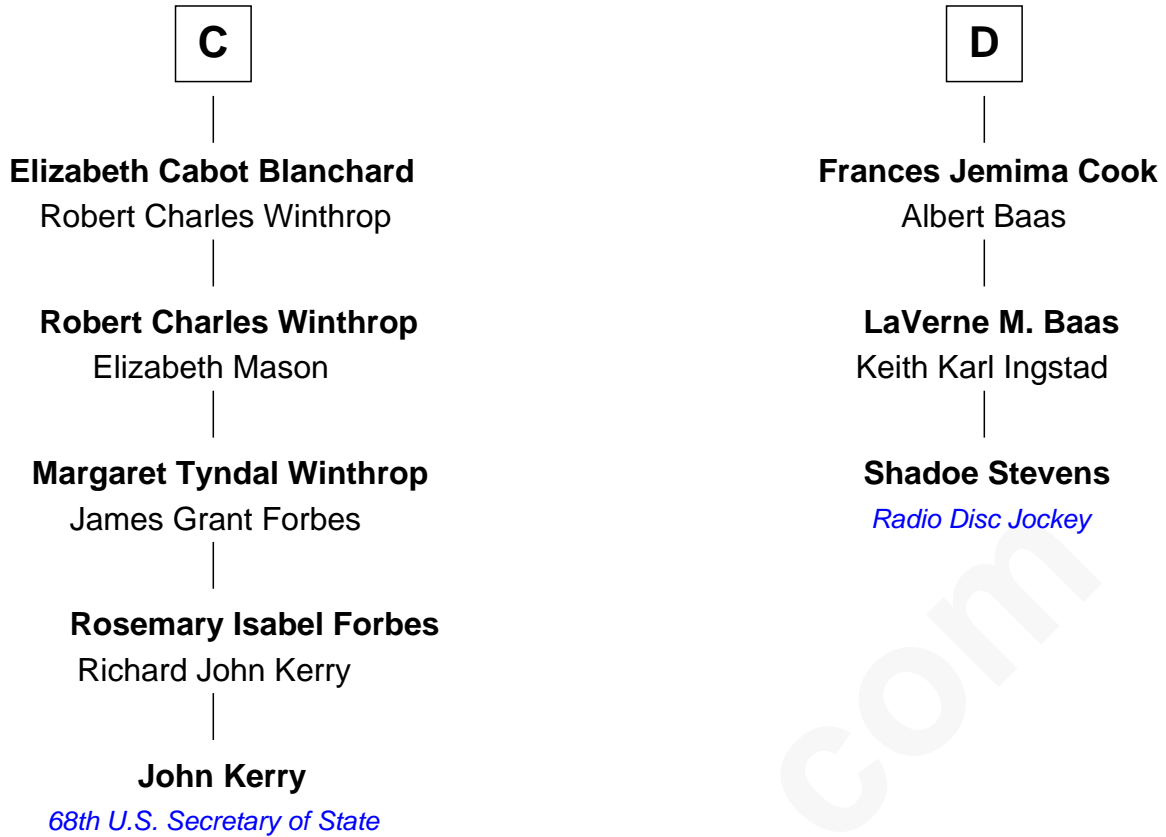 C
Elizabeth Cabot Blanchard
Robert Charles Winthrop
Robert Charles Winthrop
Elizabeth Mason
Margaret Tyndal Winthrop
James Grant Forbes
Rosemary Isabel Forbes
Richard John Kerry
John Kerry
68th U.S. Secretary of State
D
Frances Jemima Cook
Albert Baas
LaVerne M. Baas
Keith Karl Ingstad
Shadoe Stevens
Radio Disc Jockey
com